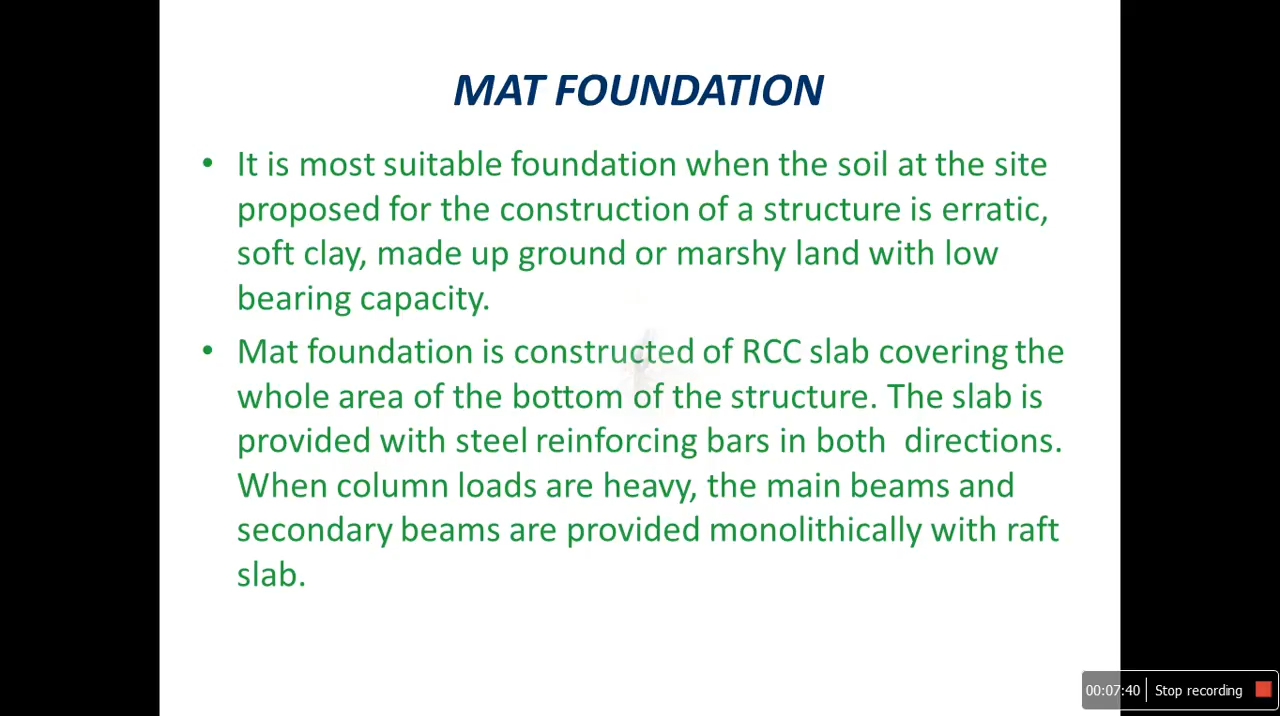 MAT FOUNDATION
• It is most suitable foundation when the soil at the site
proposed for the construction of a structure is erratic,
soft clay, made up ground or marshy land with low
bearing capacity.
• Mat foundation is constructed of RCC slab covering the
whole area of the bottom of the structure. The slab is
provided with steel reinforcing bars in both  directions.
When column loads are heavy, the main beams and
secondary beams are provided monolithically with raft
slab.
00:07:40 Stop recording